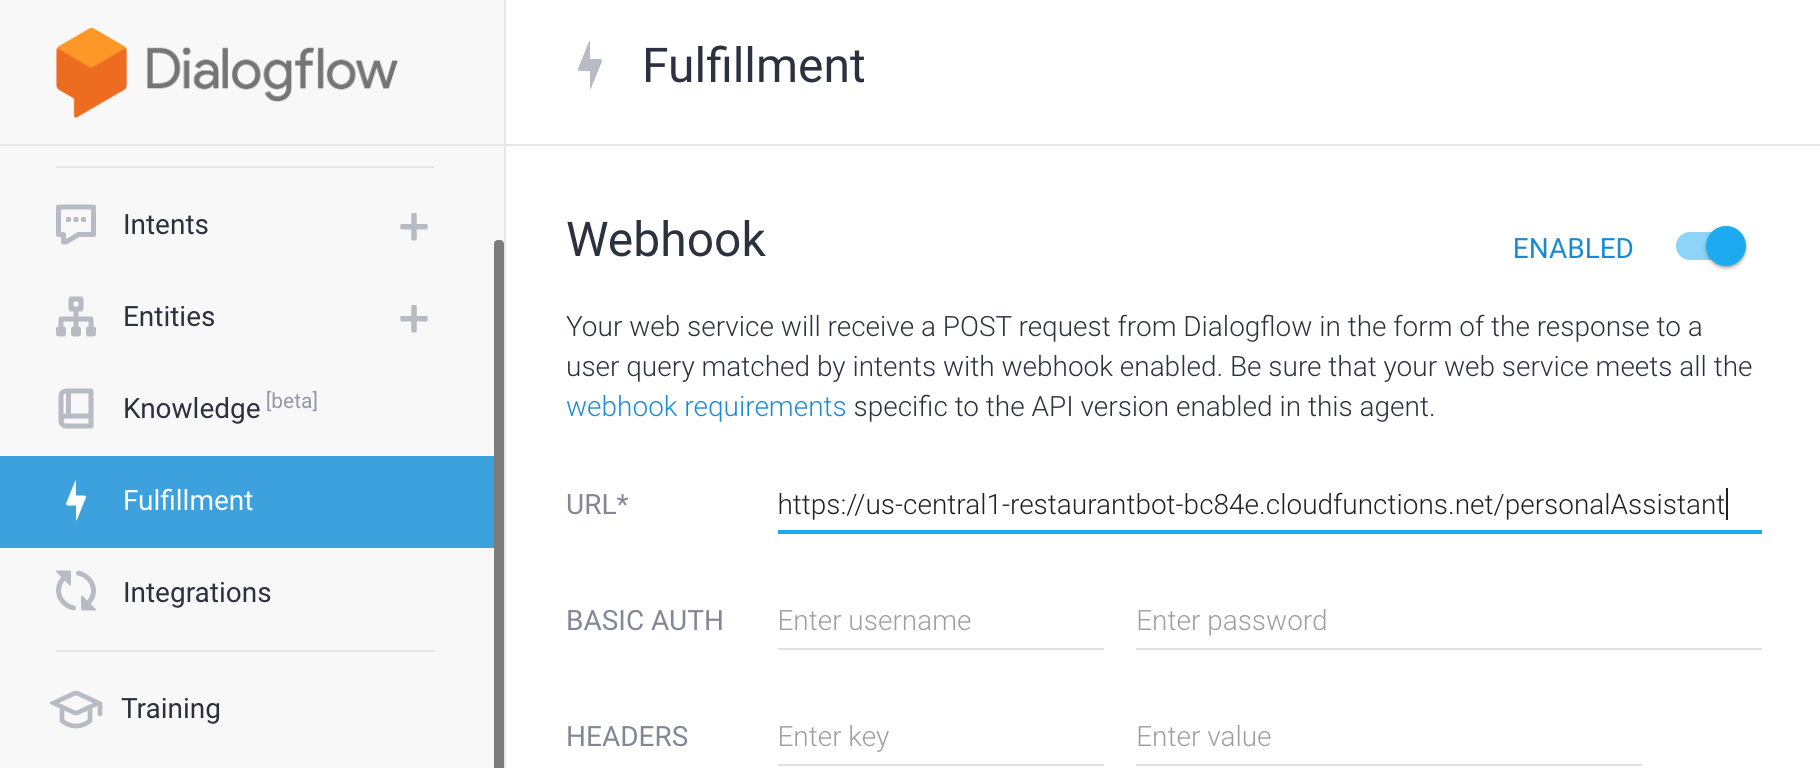 Dialogflow
Intents
Entities
Knowledge [beta]
Fulfillment
Integrations
Training
Fulfillment
Webhook
ENABLED
Your web service will receive a POST request from Dialogflow in the form of the response to a
user query matched by intents with webhook enabled. Be sure that your web service meets all the
webhook requirements specific to the API version enabled in this agent.
URL* https://us-central1-restaurantbot-bc84e.cloudfunctions.net/personalAssistant
BASIC AUTH Enter username Enter password
HEADERS Enter key Enter value